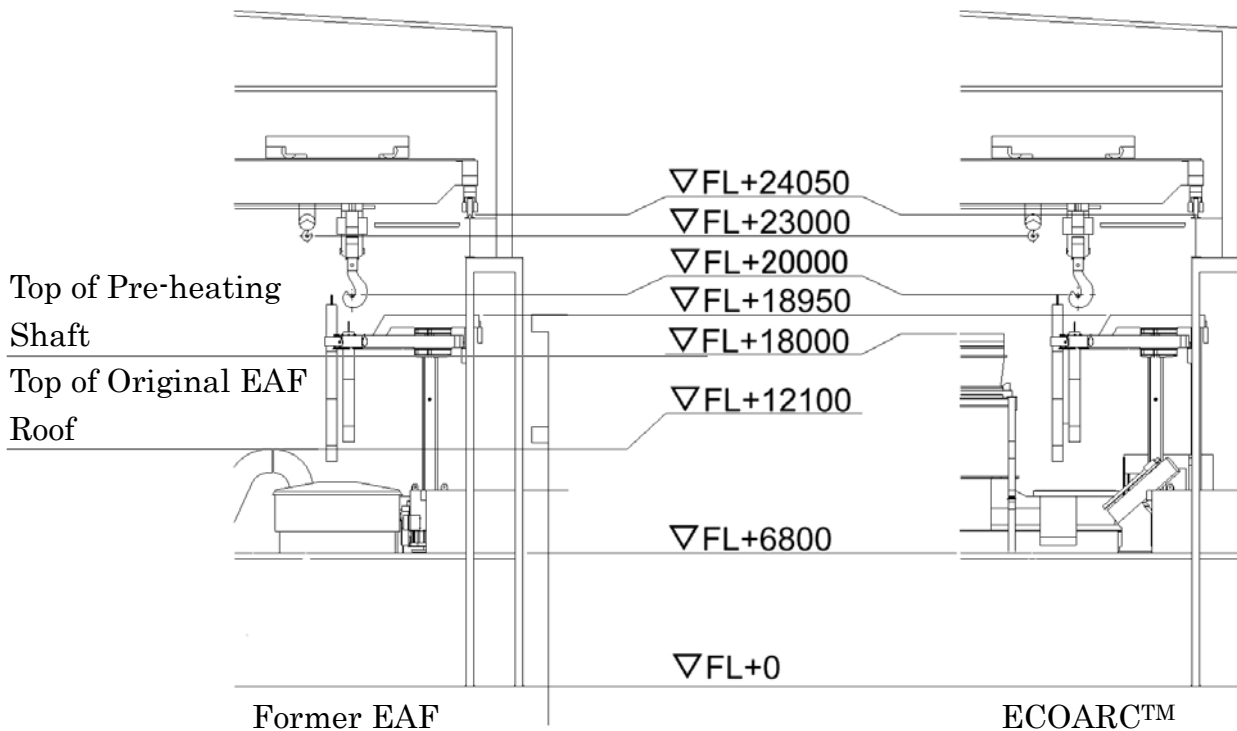 ▽FL+24050
▽FL+23000
▽FL+20000
Top of Pre-heating
Shaft
▽FL+18950
▽FL+18000
Top of Original EAF
Roof
▽FL+12100
▽FL+6800
▽FL+0
Former EAF
ECOARC™